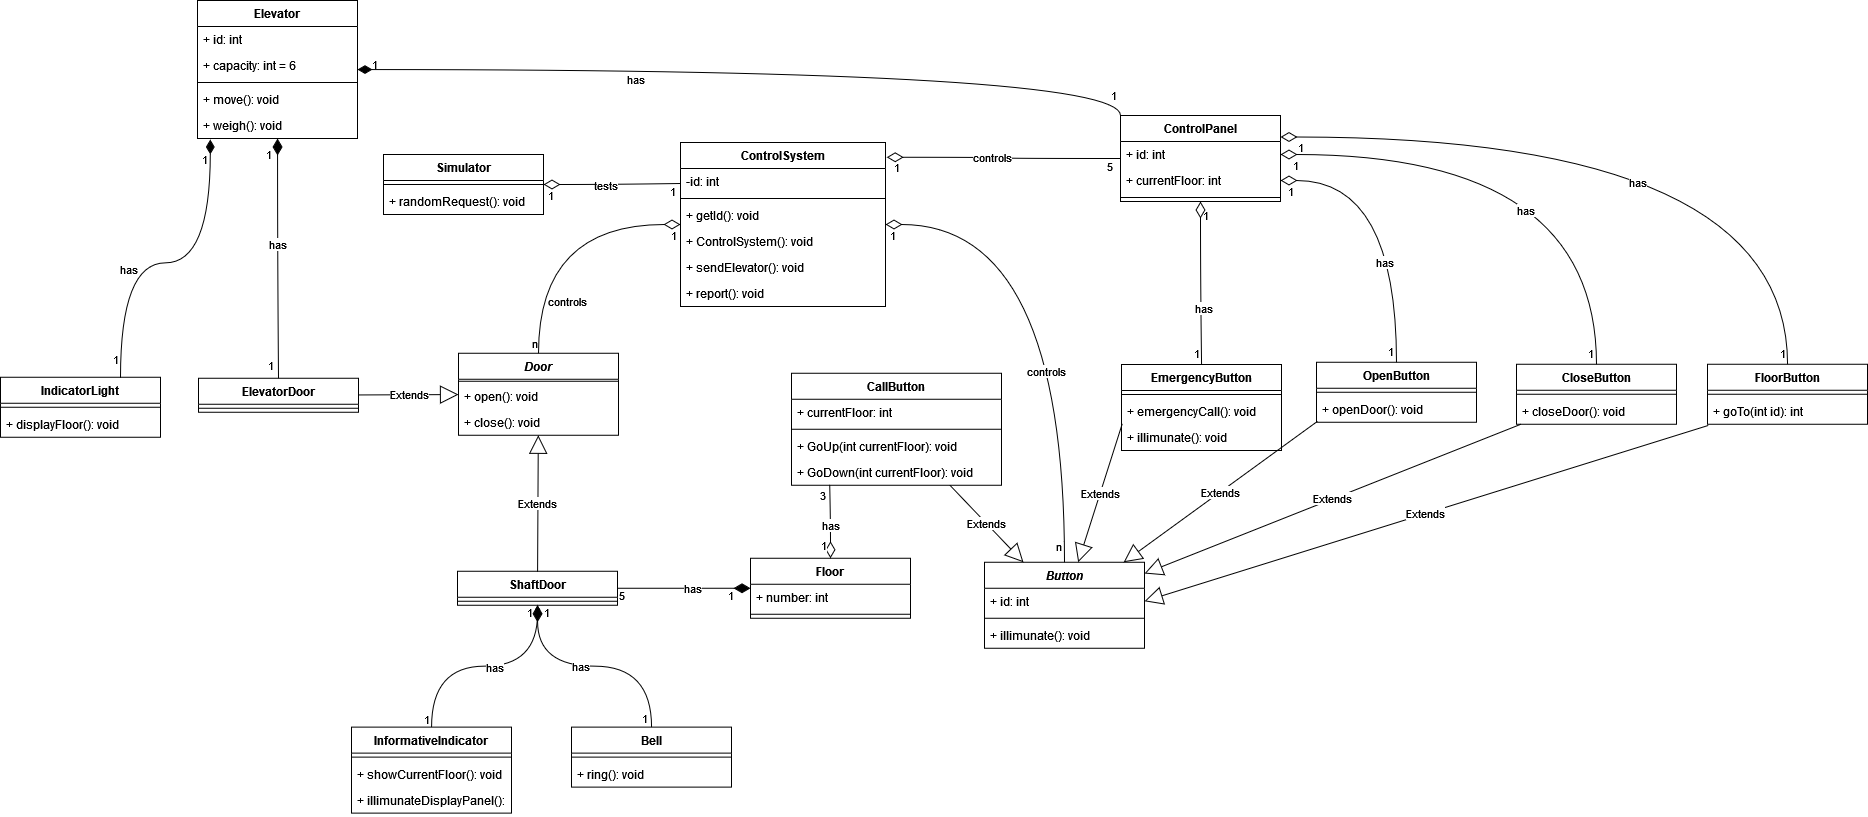 Elevator
+ id: int
+ capacity: int = 6
+ move(): void
+ weigh(): void
1
has
1
1
1
has
has
1
1
ControlPanel
+ id: int
+ currentFloor: int
1
1
1
1
has
has
has
has
1
1
1
1
Simulator
+ randomRequest(): void
1
tests
1
ControlSystem
-id: int
+ getId(): void
+ ControlSystem(): void
+ sendElevator(): void
+ report(): void
1
controls
5
1
controls
n
1
controls
n
IndicatorLight
+ displayFloor(): void
ElevatorDoor
Extends
Door
+ open(): void
+ close(): void
CallButton
+ currentFloor: int
+ GoUp(int currentFloor): void
+ GoDown(int currentFloor): void
EmergencyButton
+ emergencyCall(): void
+ illimunate(): void
OpenButton
+ openDoor(): void
CloseButton
+ closeDoor(): void
FloorButton
+ goTo(int id): int
Extends
3
has
1
Extends
Extends
Extends
Extends
Extends
ShaftDoor
5
has
1
Floor
+ number: int
Button
+ id: int
+ illimunate(): void
1
1
has
has
1
1
InformativeIndicator
+ showCurrentFloor(): void
+ illimunateDisplayPanel():
Bell
+ ring(): void